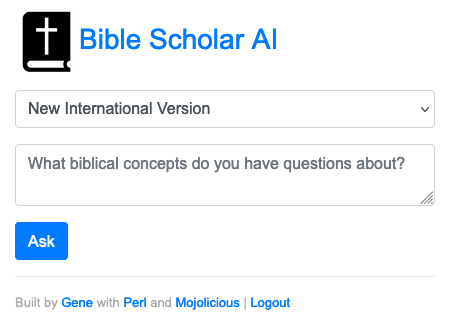 Bible Scholar AI
New International Version
What biblical concepts do you have questions about?
Ask
Built by Gene with Perl and Mojolicious | Logout